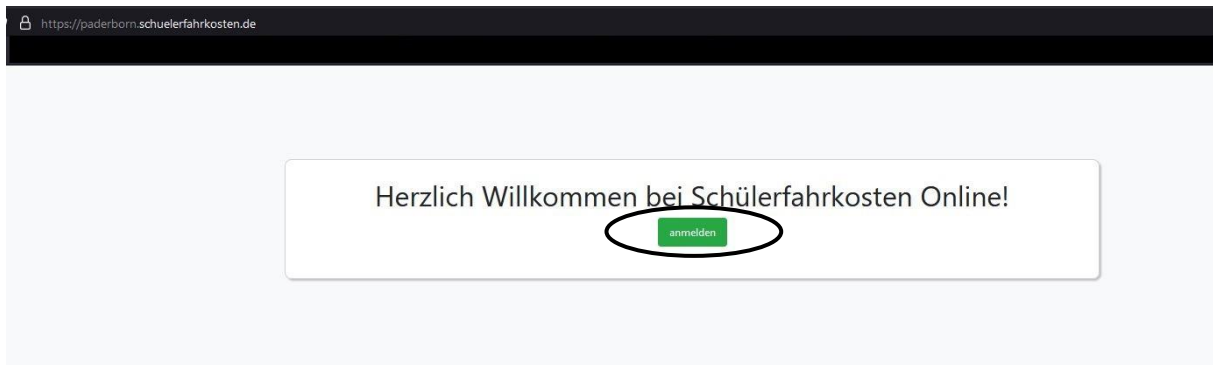 https://paderborn.schuelerfahrkosten.de
Herzlich Willkommen bei Schülerfahrkosten Online!
anmelden